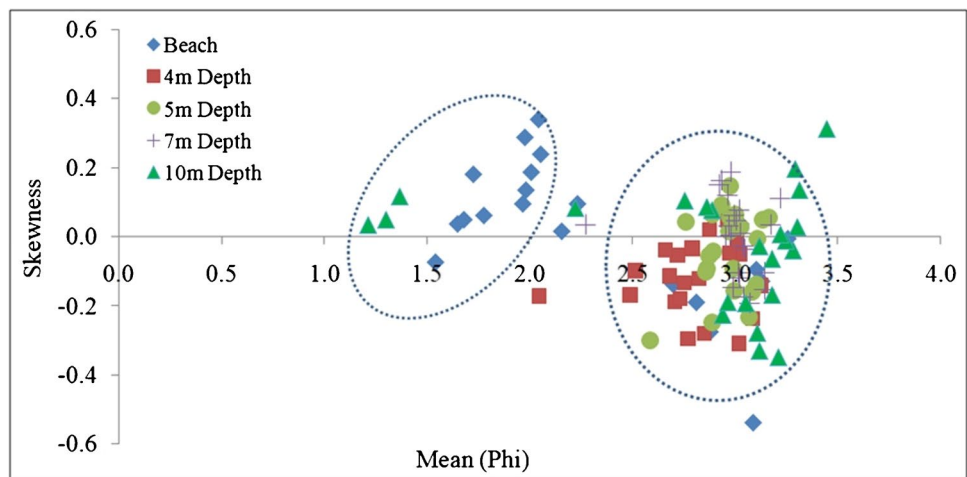 0.6
Beach
4m Depth
0.4
5m Depth
7m Depth
0.2
10m Depth
Skewness
0.0
0.0 0.5 1.0 1.5 2.0 2.5 3.0 3.5 4.0
-0.2
-0.4
-0.6
Mean (Phi)